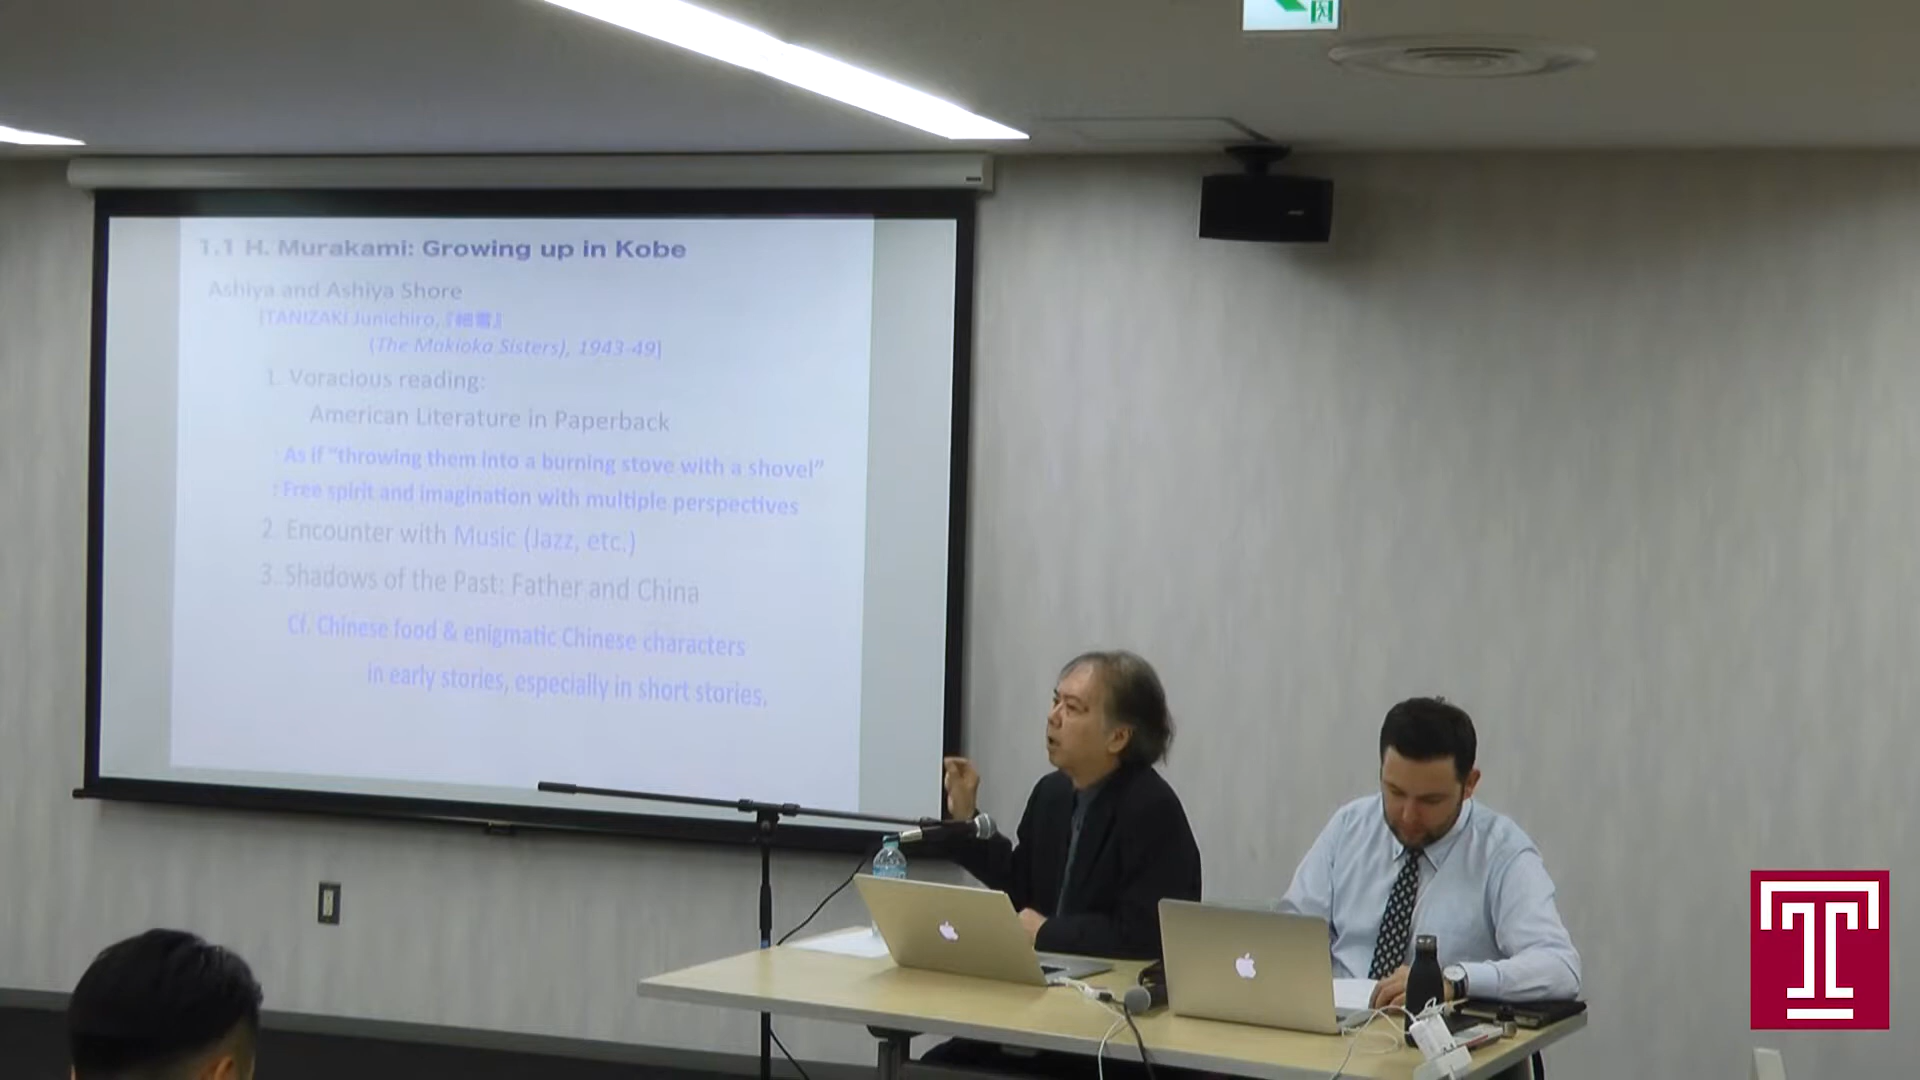 1.1 H. Murakami: Growing up in Kobe
Ashiya and Ashiya Shore
[TANIZAKI Junichiro, 『細雪』
(The Makioka Sisters), 1943-49]
1. Voracious reading:
American Literature in Paperback
: As if “throwing them into a burning stove with a shovel”
: Free spirit and imagination with multiple perspectives
2. Encounter with Music (Jazz, etc.)
3. Shadows of the Past: Father and China
Cf. Chinese food & enigmatic Chinese characters
in early stories, especially in short stories.
T